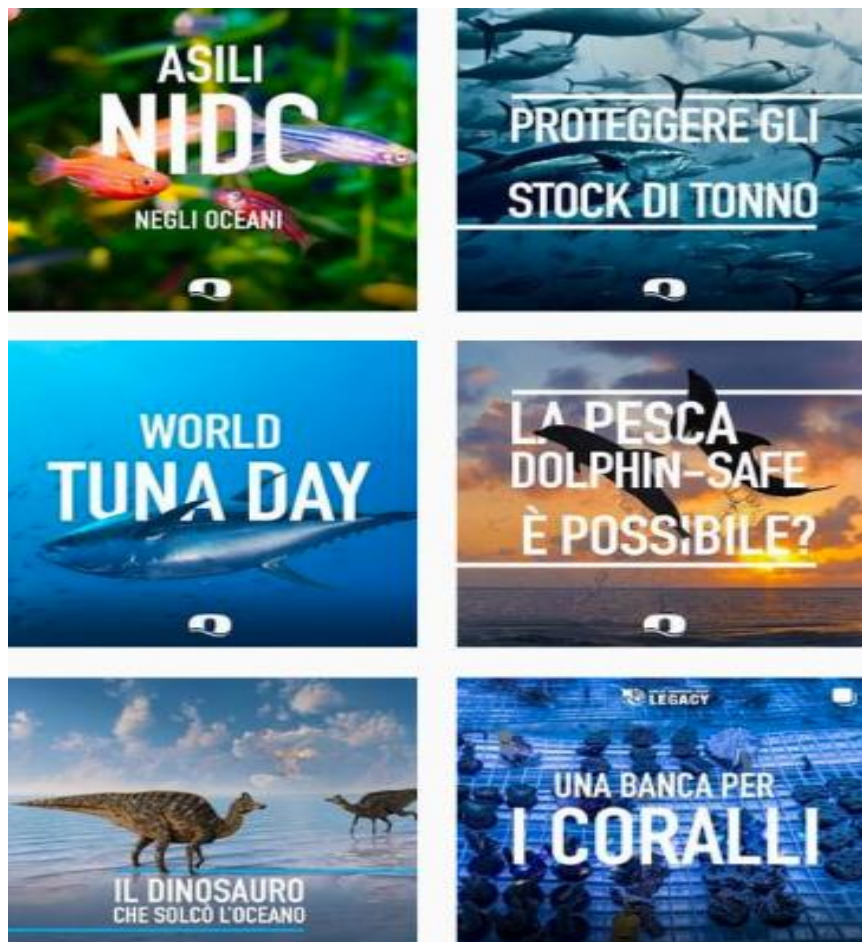 ASILI
NIDO
NEGLI OCEANI
PROTEGGERE GLI
STOCK DI TONNO
WORLD
TUNA DAY
LA PESCA
DOLPHIN-SAFE
È POSSIBILE?
IL DINOSAURO
CHE SOLCÒ L'OCEANO
LEGACY
UNA BANCA PER
I CORALLI